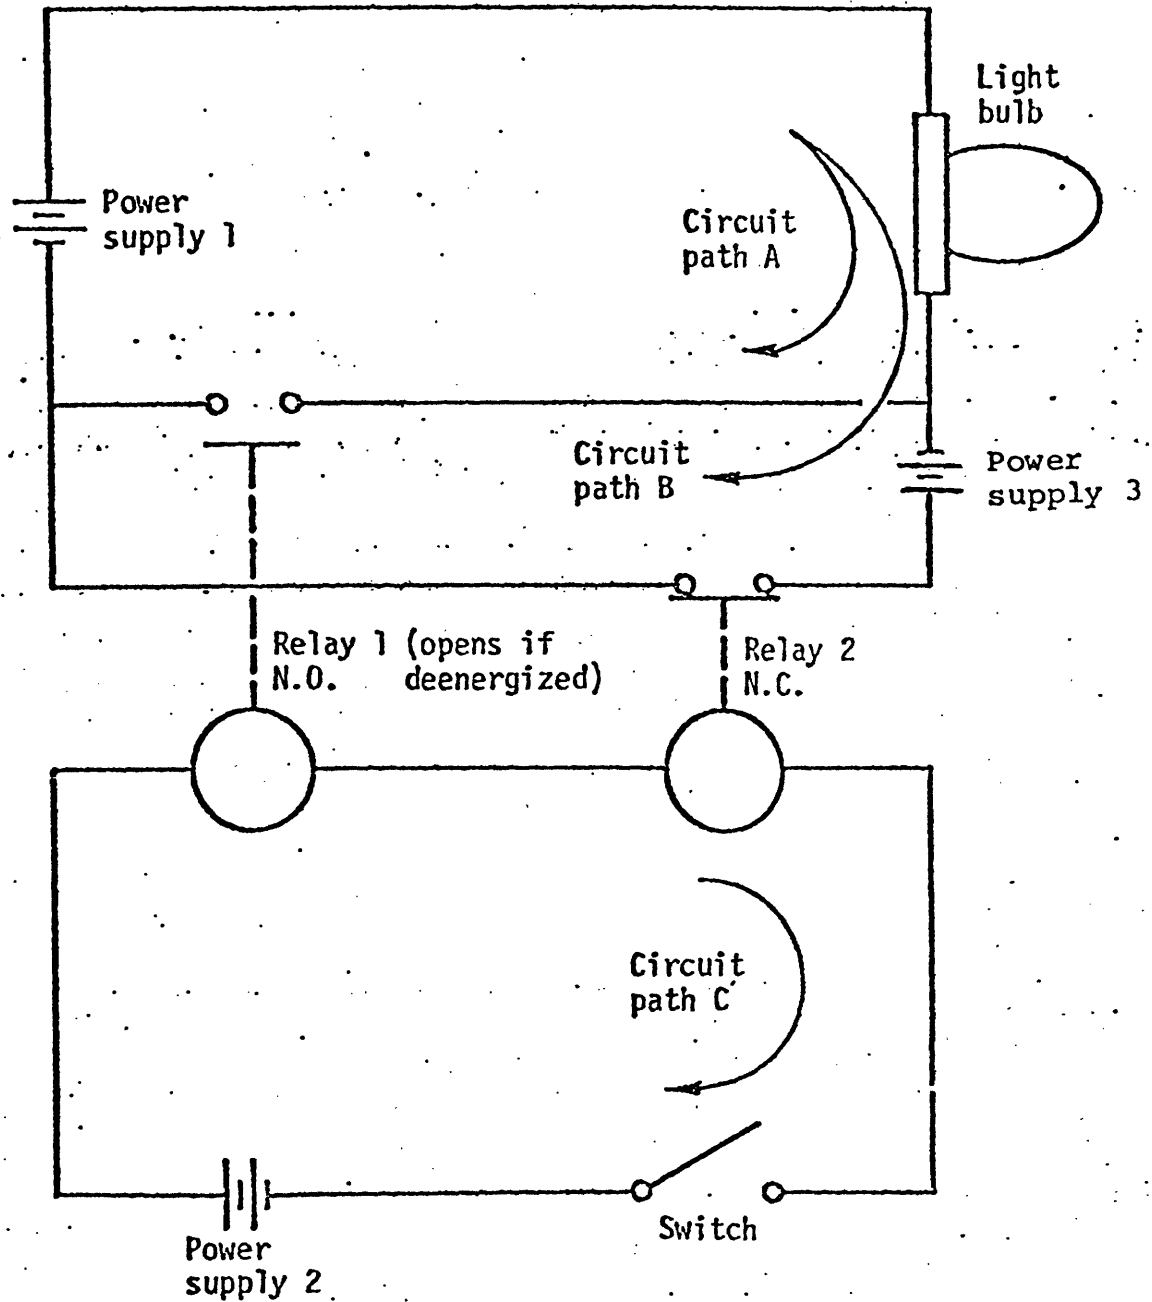 Light
bulb
Power
supply 1
Circuit
path A
Circuit
path B
Power
supply 3
Relay 1 (opens if
N.O. deenergized)
Relay 2
N.C.
Circuit
path C
Switch
Power
supply 2